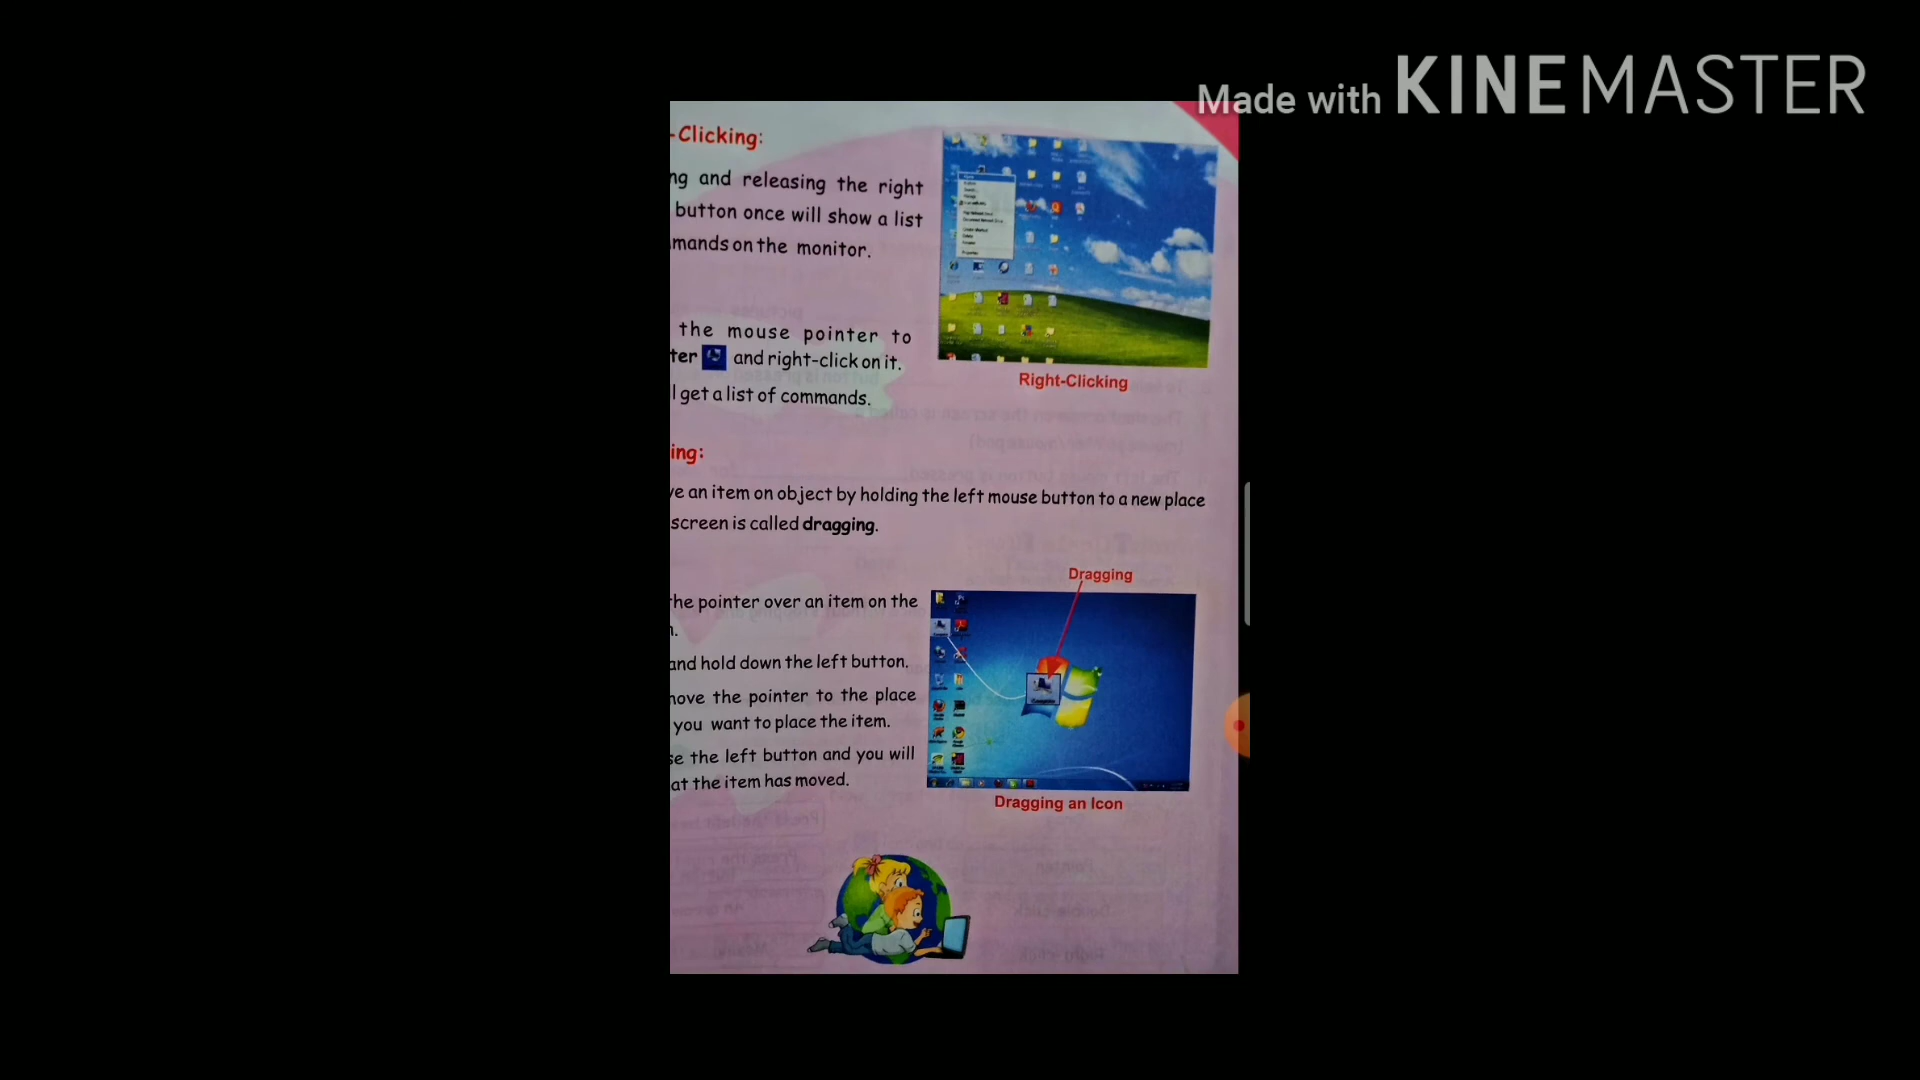 Made with KINEMASTER
-Clicking:
ng and releasing the right
button once will show a list
mands on the monitor.
the mouse pointer to
ter and right-click on it.
l get a list of commands.
Right-Clicking
ing:
ve an item on object by holding the left mouse button to a new place
screen is called dragging.
Dragging
he pointer over an item on the
n.
and hold down the left button.
nove the pointer to the place
you want to place the item.
se the left button and you will
at the item has moved.
Dragging an Icon